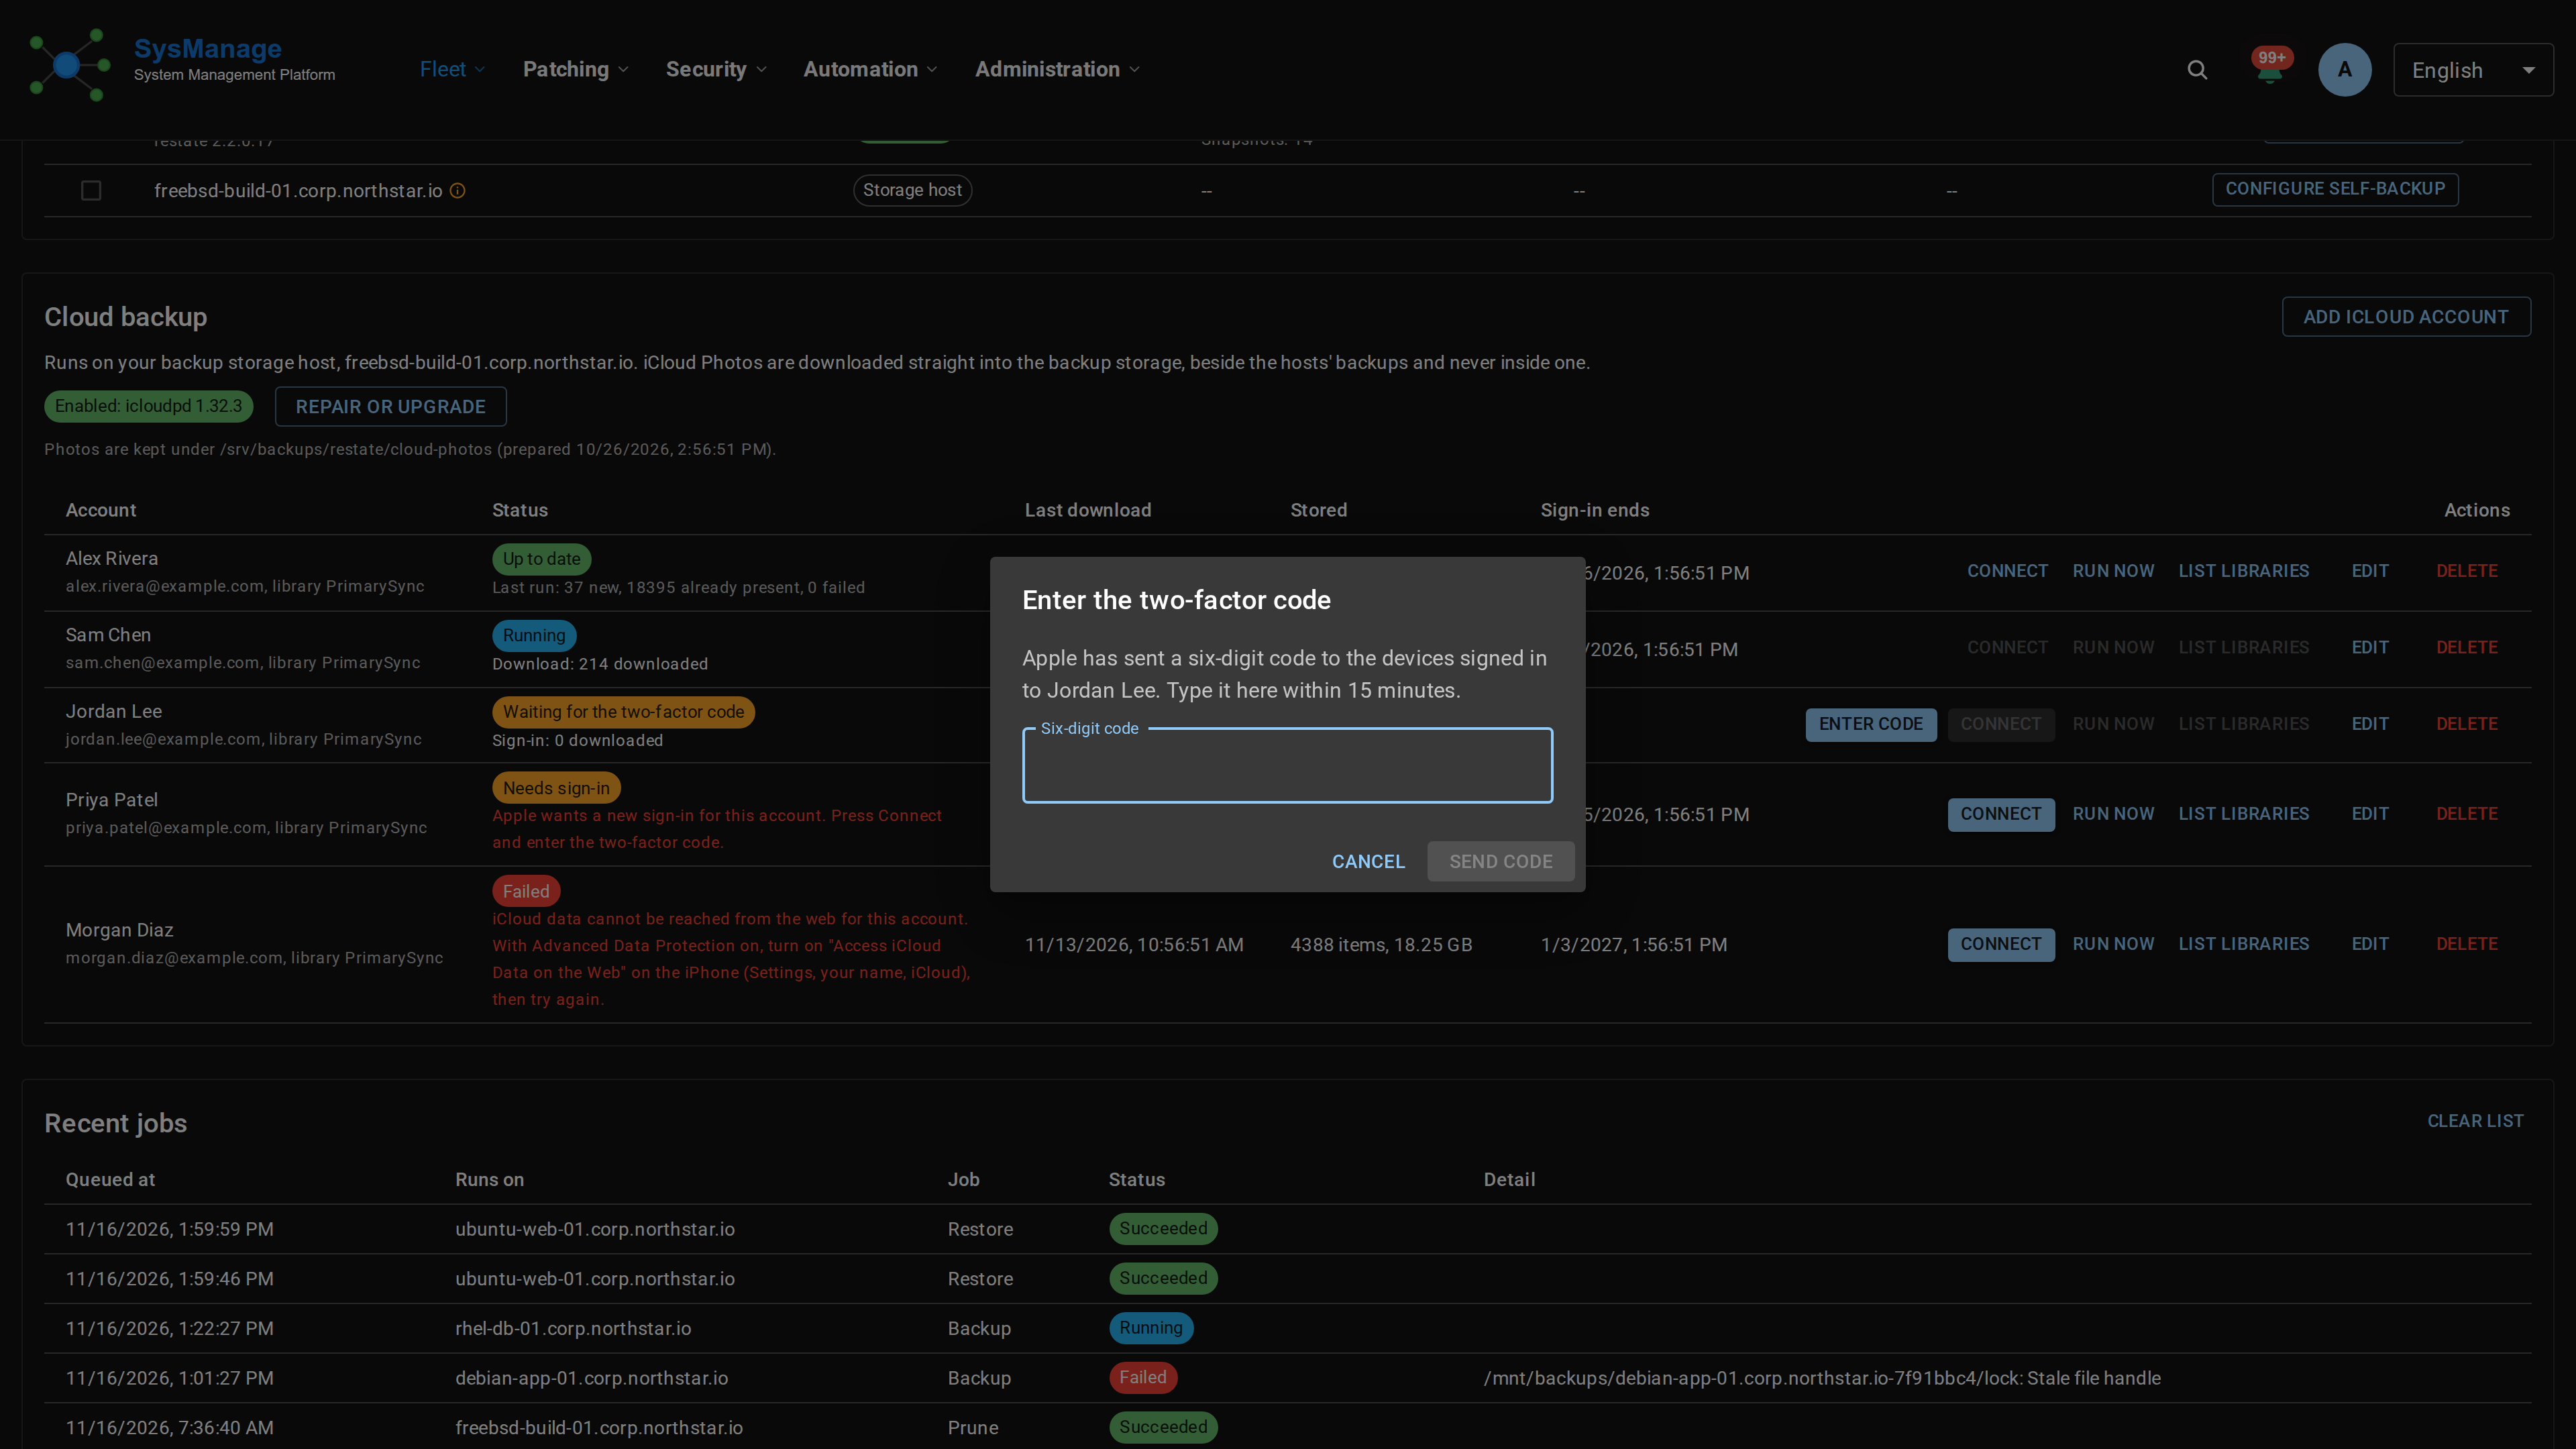 SysManage
System Management Platform
Fleet
Patching
Security
Automation
Administration
99+
A
English
freebsd-build-01.corp.northstar.io
Storage host
--
--
--
CONFIGURE SELF-BACKUP
Cloud backup
ADD ICLOUD ACCOUNT
Runs on your backup storage host, freebsd-build-01.corp.northstar.io. iCloud Photos are downloaded straight into the backup storage, beside the hosts' backups and never inside one.
Enabled: icloudpd 1.32.3
REPAIR OR UPGRADE
Photos are kept under /srv/backups/restate/cloud-photos (prepared 10/26/2026, 2:56:51 PM).
Account Status Last download Stored Sign-in ends Actions
Alex Rivera
alex.rivera@example.com, library PrimarySync
Up to date
Last run: 37 new, 18395 already present, 0 failed
6/2026, 1:56:51 PM
CONNECT RUN NOW LIST LIBRARIES EDIT DELETE
Sam Chen
sam.chen@example.com, library PrimarySync
Running
Download: 214 downloaded
/2026, 1:56:51 PM
CONNECT RUN NOW LIST LIBRARIES EDIT DELETE
Jordan Lee
jordan.lee@example.com, library PrimarySync
Waiting for the two-factor code
Sign-in: 0 downloaded
ENTER CODE CONNECT RUN NOW LIST LIBRARIES EDIT DELETE
Priya Patel
priya.patel@example.com, library PrimarySync
Needs sign-in
Apple wants a new sign-in for this account. Press Connect
and enter the two-factor code.
5/2026, 1:56:51 PM
CONNECT RUN NOW LIST LIBRARIES EDIT DELETE
Morgan Diaz
morgan.diaz@example.com, library PrimarySync
Failed
iCloud data cannot be reached from the web for this account.
With Advanced Data Protection on, turn on "Access iCloud
Data on the Web" on the iPhone (Settings, your name, iCloud),
then try again.
11/13/2026, 10:56:51 AM
4388 items, 18.25 GB
1/3/2027, 1:56:51 PM
CONNECT RUN NOW LIST LIBRARIES EDIT DELETE
Enter the two-factor code
Apple has sent a six-digit code to the devices signed in
to Jordan Lee. Type it here within 15 minutes.
Six-digit code
CANCEL
SEND CODE
Recent jobs
CLEAR LIST
Queued at Runs on Job Status Detail
11/16/2026, 1:59:59 PM ubuntu-web-01.corp.northstar.io Restore Succeeded
11/16/2026, 1:59:46 PM ubuntu-web-01.corp.northstar.io Restore Succeeded
11/16/2026, 1:22:27 PM rhel-db-01.corp.northstar.io Backup Running
11/16/2026, 1:01:27 PM debian-app-01.corp.northstar.io Backup Failed /mnt/backups/debian-app-01.corp.northstar.io-7f91bbc4/lock: Stale file handle
11/16/2026, 7:36:40 AM freebsd-build-01.corp.northstar.io Prune Succeeded